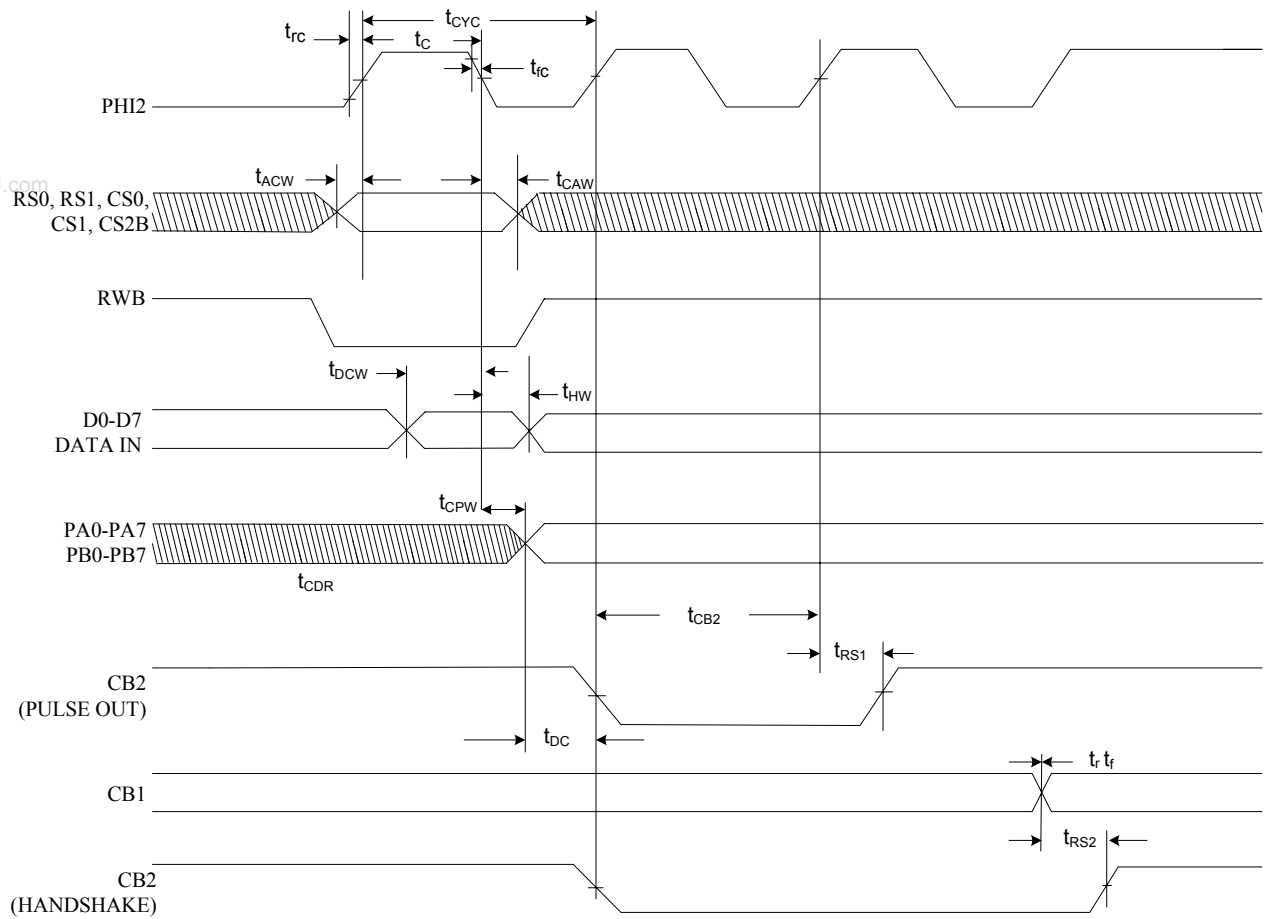 tCYC
trc
tC
tfc
PHI2
tACW
tCAW
.com
RS0, RS1, CS0,
CS1, CS2B
RWB
tDCW
tHW
D0-D7
DATA IN
tCPW
PA0-PA7
PB0-PB7
tCDR
tCB2
tRS1
CB2
(PULSE OUT)
tDC
tr tf
CB1
tRS2
CB2
(HANDSHAKE)